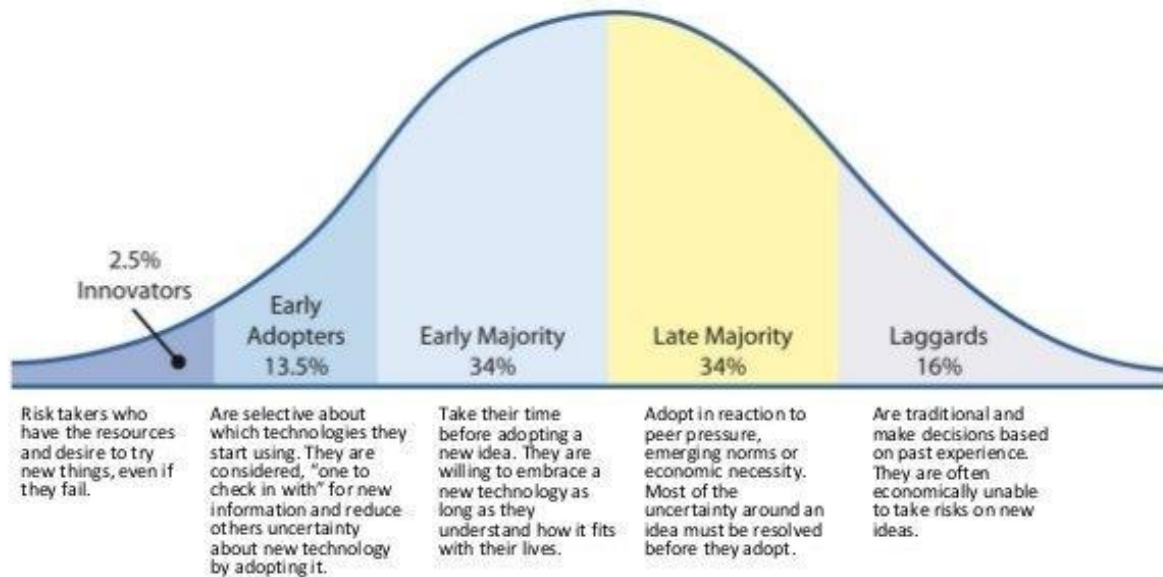 2.5%
Innovators
Early
Adopters
13.5%
Early Majority
34%
Late Majority
34%
Laggards
16%
Risk takers who
have the resources
and desire to try
new things, even if
they fail.
Are selective about
which technologies they
start using. They are
considered, "one to
check in with" for new
information and reduce
others uncertainty
about new technology
by adopting it.
Take their time
before adopting a
new idea. They are
willing to embrace a
new technology as
long as they
understand how it fits
with their lives.
Adopt in reaction to
peer pressure,
emerging norms or
economic necessity.
Most of the
uncertainty around an
idea must be resolved
before they adopt.
Are traditional and
make decisions based
on past experience.
They are often
economically unable
to take risks on new
ideas.